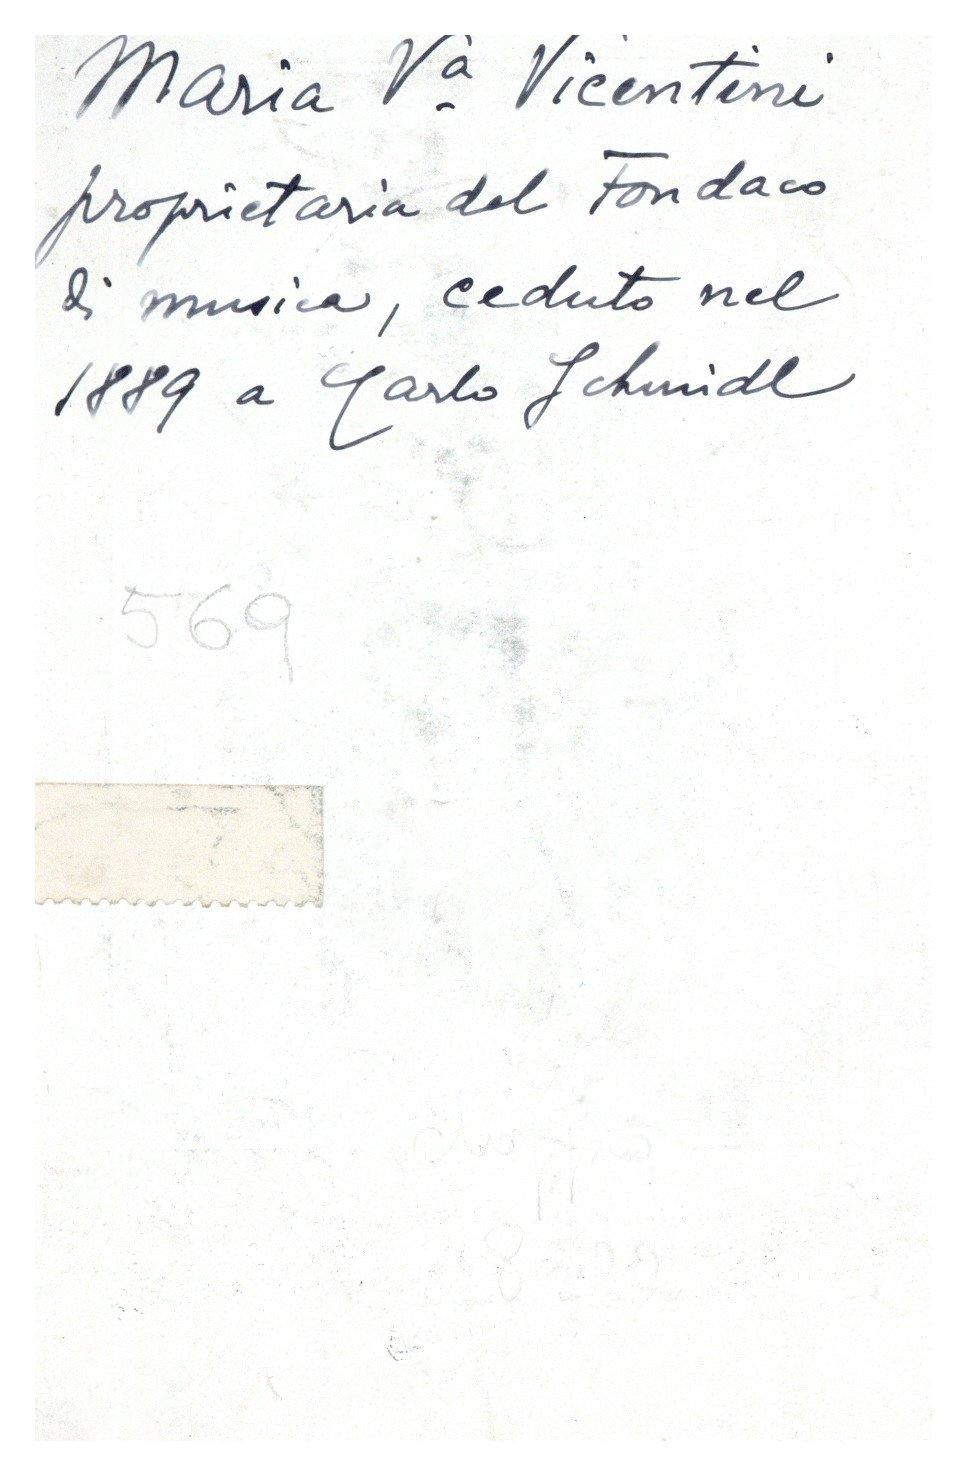 Maria Vᵃ Vicentini
proprietaria del Fondaco
di musica, ceduto nel
1889 a Carlo Schmidl
569